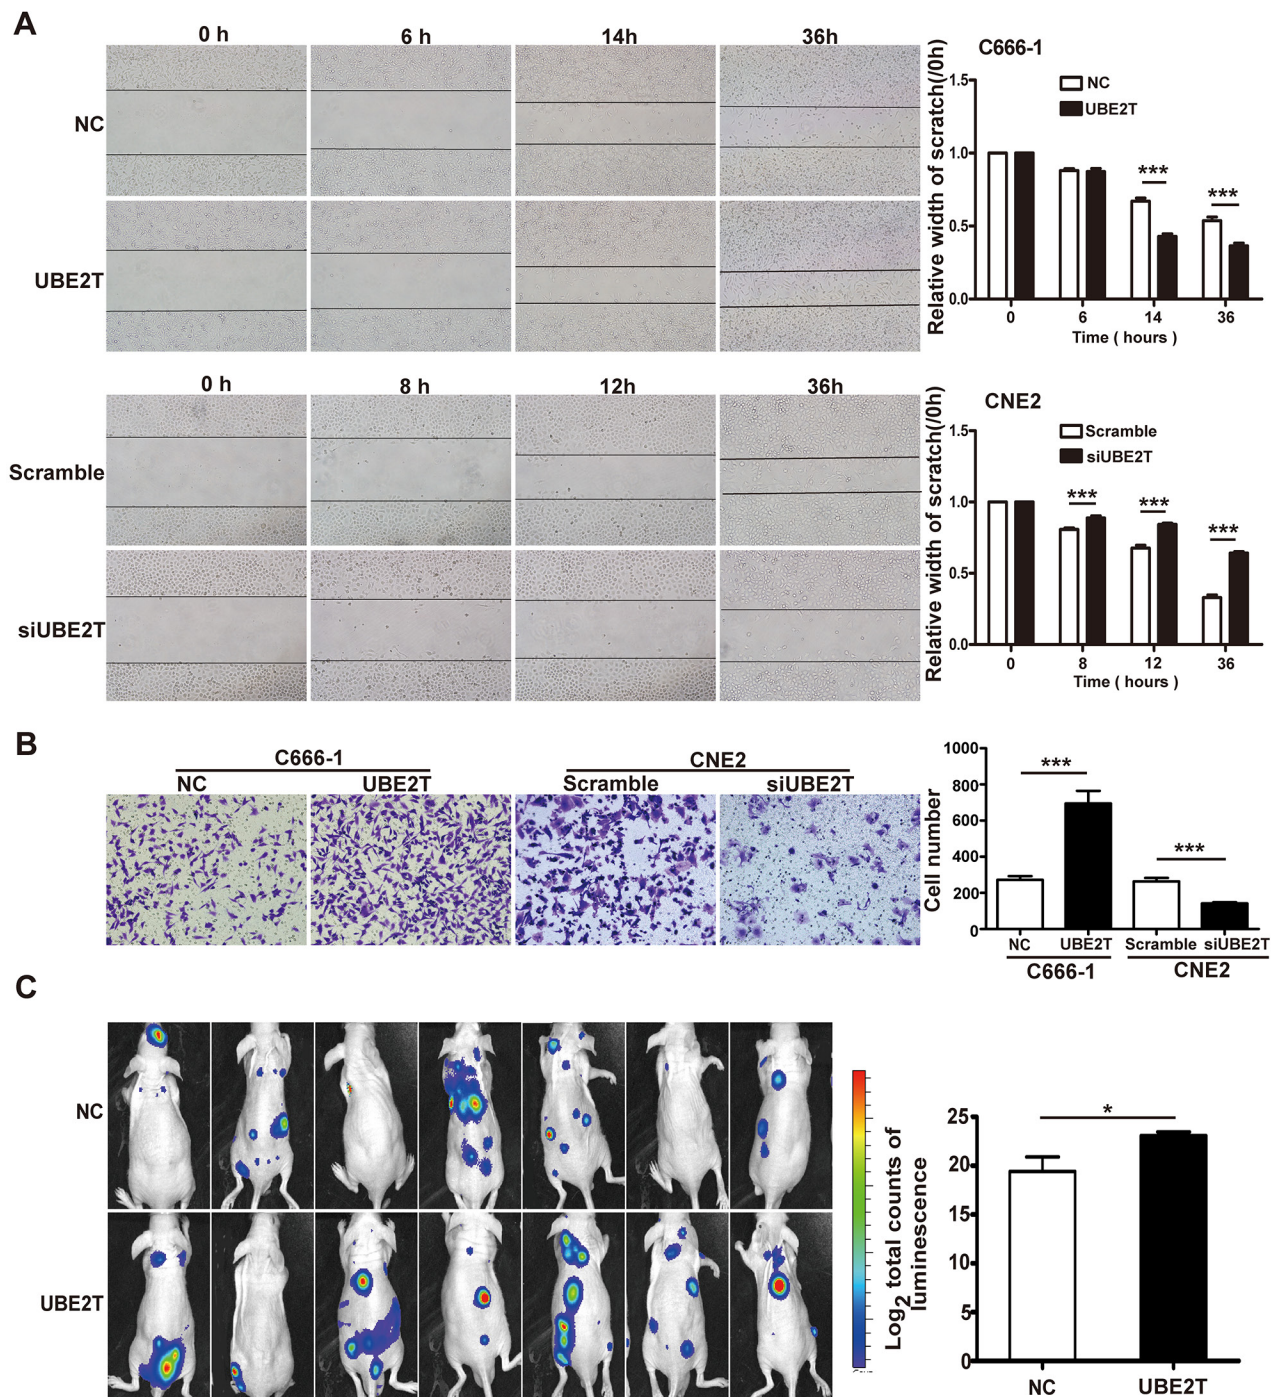 A
0 h
6 h
14h
36h
NC
UBE2T
C666-1
Relative width of scratch(/0h)
1.5
1.0
0.5
0.0
NC
UBE2T
***
***
0
6
14
36
Time ( hours )
0 h
8 h
12h
36h
Scramble
siUBE2T
CNE2
Relative width of scratch(/0h)
1.5
1.0
0.5
0.0
Scramble
siUBE2T
***
***
***
0
8
12
36
Time ( hours )
B
C666-1
CNE2
NC
UBE2T
Scramble
siUBE2T
Cell number
1000
800
600
400
200
0
***
***
NC
UBE2T
Scramble
siUBE2T
C666-1
CNE2
C
NC
UBE2T
Log2 total counts of
luminescence
25
20
15
10
5
0
*
NC
UBE2T